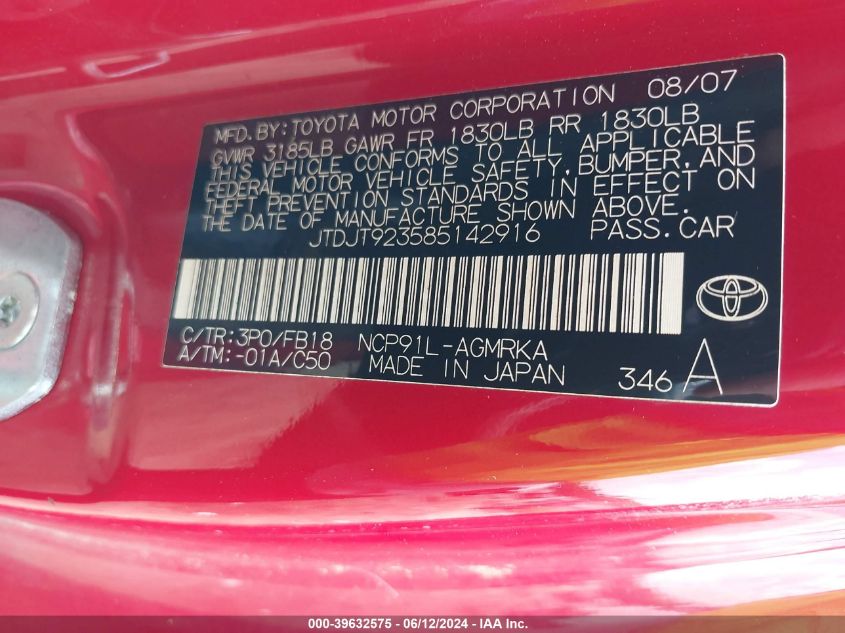 MFD. BY: TOYOTA MOTOR CORPORATION 08/07
GVWR 3185LB GAWR FR 1830LB RR 1830LB
THIS VEHICLE CONFORMS TO ALL APPLICABLE
FEDERAL MOTOR VEHICLE SAFETY, BUMPER, AND
THEFT PREVENTION STANDARDS IN EFFECT ON
THE DATE OF MANUFACTURE SHOWN ABOVE.
JTDJT923585142916 PASS. CAR
C/TR: 3P0/FB18 NCP91L-AGMRKA
A/TM: -01A/C50 MADE IN JAPAN 346 A
000-39632575 - 06/12/2024 - IAA Inc.